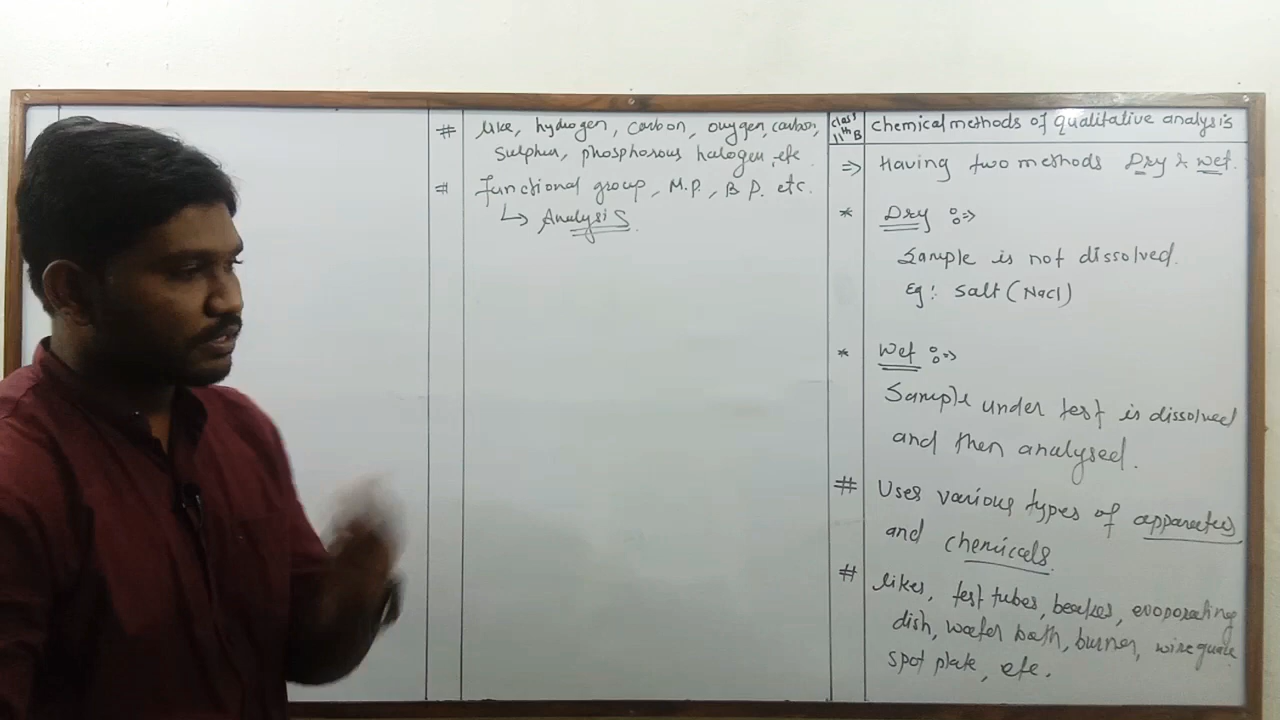 # like, hydrogen, carbon, oxygen, carbon,
sulphur, phosphorous halogen, etc.
# functional group, M.P., B.P. etc.
↳ Analysis.
class 11th B
chemical methods of qualitative analysis
⇒ Having two methods Dry & Wet.
* Dry :⇒
Sample is not dissolved.
Eg: Salt (NaCl)
* Wet :⇒
Sample under test is dissolved
and then analysed.
# Uses various types of apparatus
and chemicals.
# likes, test tubes, beakes, evoporating
dish, water bath, burner, wire
spot plate, etc.